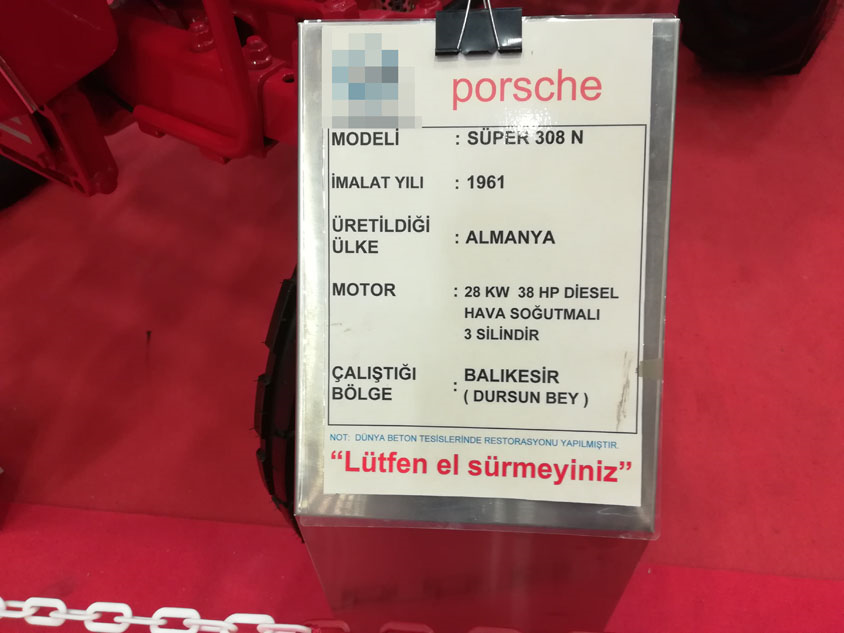 porsche
MODELİ : SÜPER 308 N
İMALAT YILI : 1961
ÜRETİLDİĞİ
ÜLKE : ALMANYA
MOTOR : 28 KW 38 HP DİESEL
HAVA SOĞUTMALI
3 SİLİNDİR
ÇALIŞTIĞI
BÖLGE : BALIKESİR
( DURSUN BEY )
NOT: DÜNYA BETON TESİSLERİNDE RESTORASYONU YAPILMIŞTIR.
“Lütfen el sürmeyiniz”